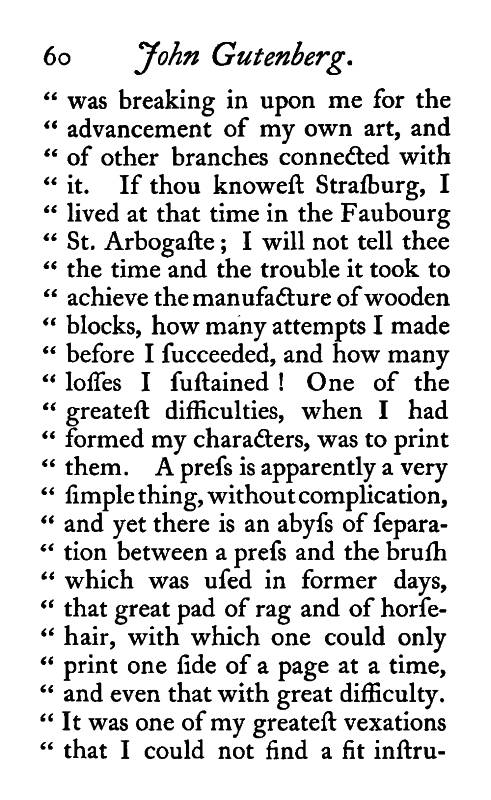 60 John Gutenberg.
“ was breaking in upon me for the
“ advancement of my own art, and
“ of other branches connected with
“ it. If thou knoweſt Straſburg, I
“ lived at that time in the Faubourg
“ St. Arbogaſte ; I will not tell thee
“ the time and the trouble it took to
“ achieve the manufacture of wooden
“ blocks, how many attempts I made
“ before I ſucceeded, and how many
“ loſſes I ſuſtained ! One of the
“ greateſt difficulties, when I had
“ formed my characters, was to print
“ them. A preſs is apparently a very
“ ſimple thing, without complication,
“ and yet there is an abyſs of ſepara-
“ tion between a preſs and the bruſh
“ which was uſed in former days,
“ that great pad of rag and of horſe-
“ hair, with which one could only
“ print one ſide of a page at a time,
“ and even that with great difficulty.
“ It was one of my greateſt vexations
“ that I could not find a fit inſtru-